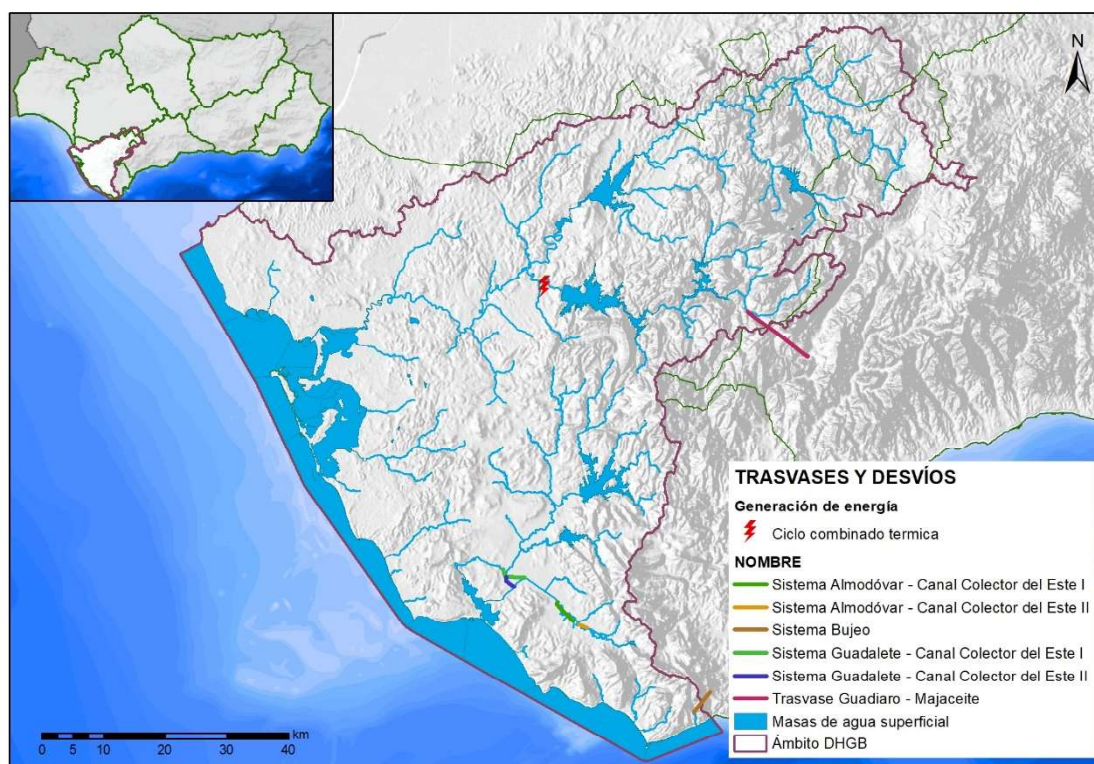 N
TRASVASES Y DESVÍOS
Generación de energía
Ciclo combinado termica
NOMBRE
Sistema Almodóvar - Canal Colector del Este I
Sistema Almodóvar - Canal Colector del Este II
Sistema Bujeo
Sistema Guadalete - Canal Colector del Este I
Sistema Guadalete - Canal Colector del Este II
Trasvase Guadiaro - Majaceite
Masas de agua superficial
Ámbito DHGB
km
0 5 10 20 30 40